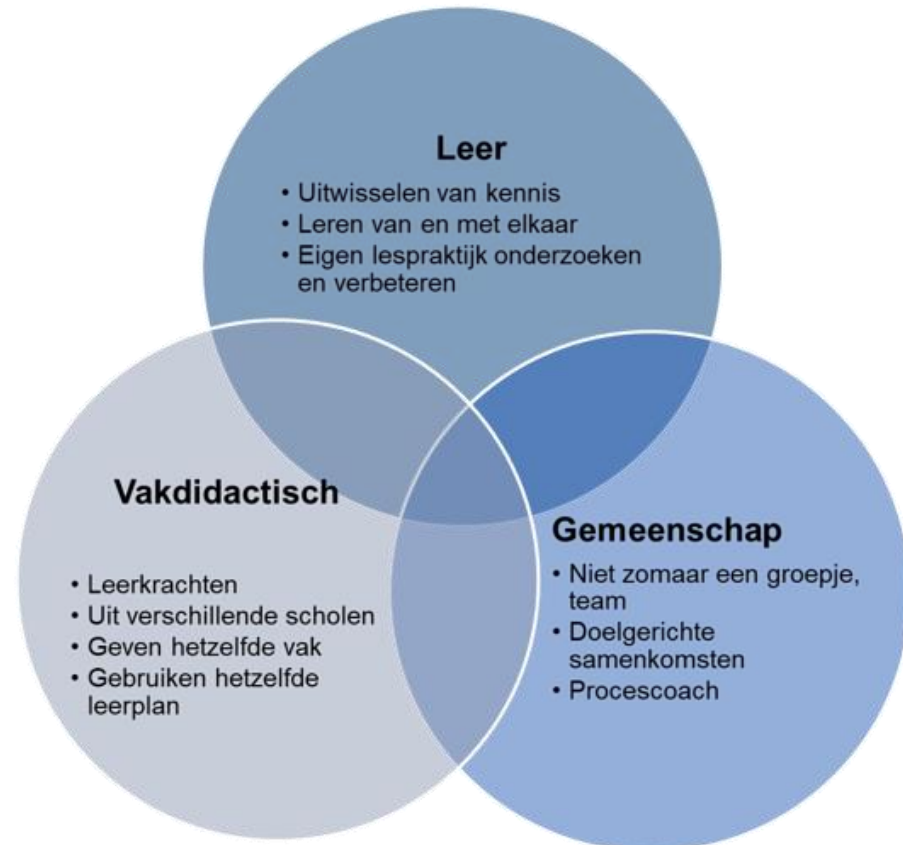 Leer
• Uitwisselen van kennis
• Leren van en met elkaar
• Eigen lespraktijk onderzoeken
en verbeteren
Vakdidactisch
• Leerkrachten
• Uit verschillende scholen
• Geven hetzelfde vak
• Gebruiken hetzelfde
leerplan
Gemeenschap
• Niet zomaar een groepje,
team
• Doelgerichte
samenkomsten
• Procescoach